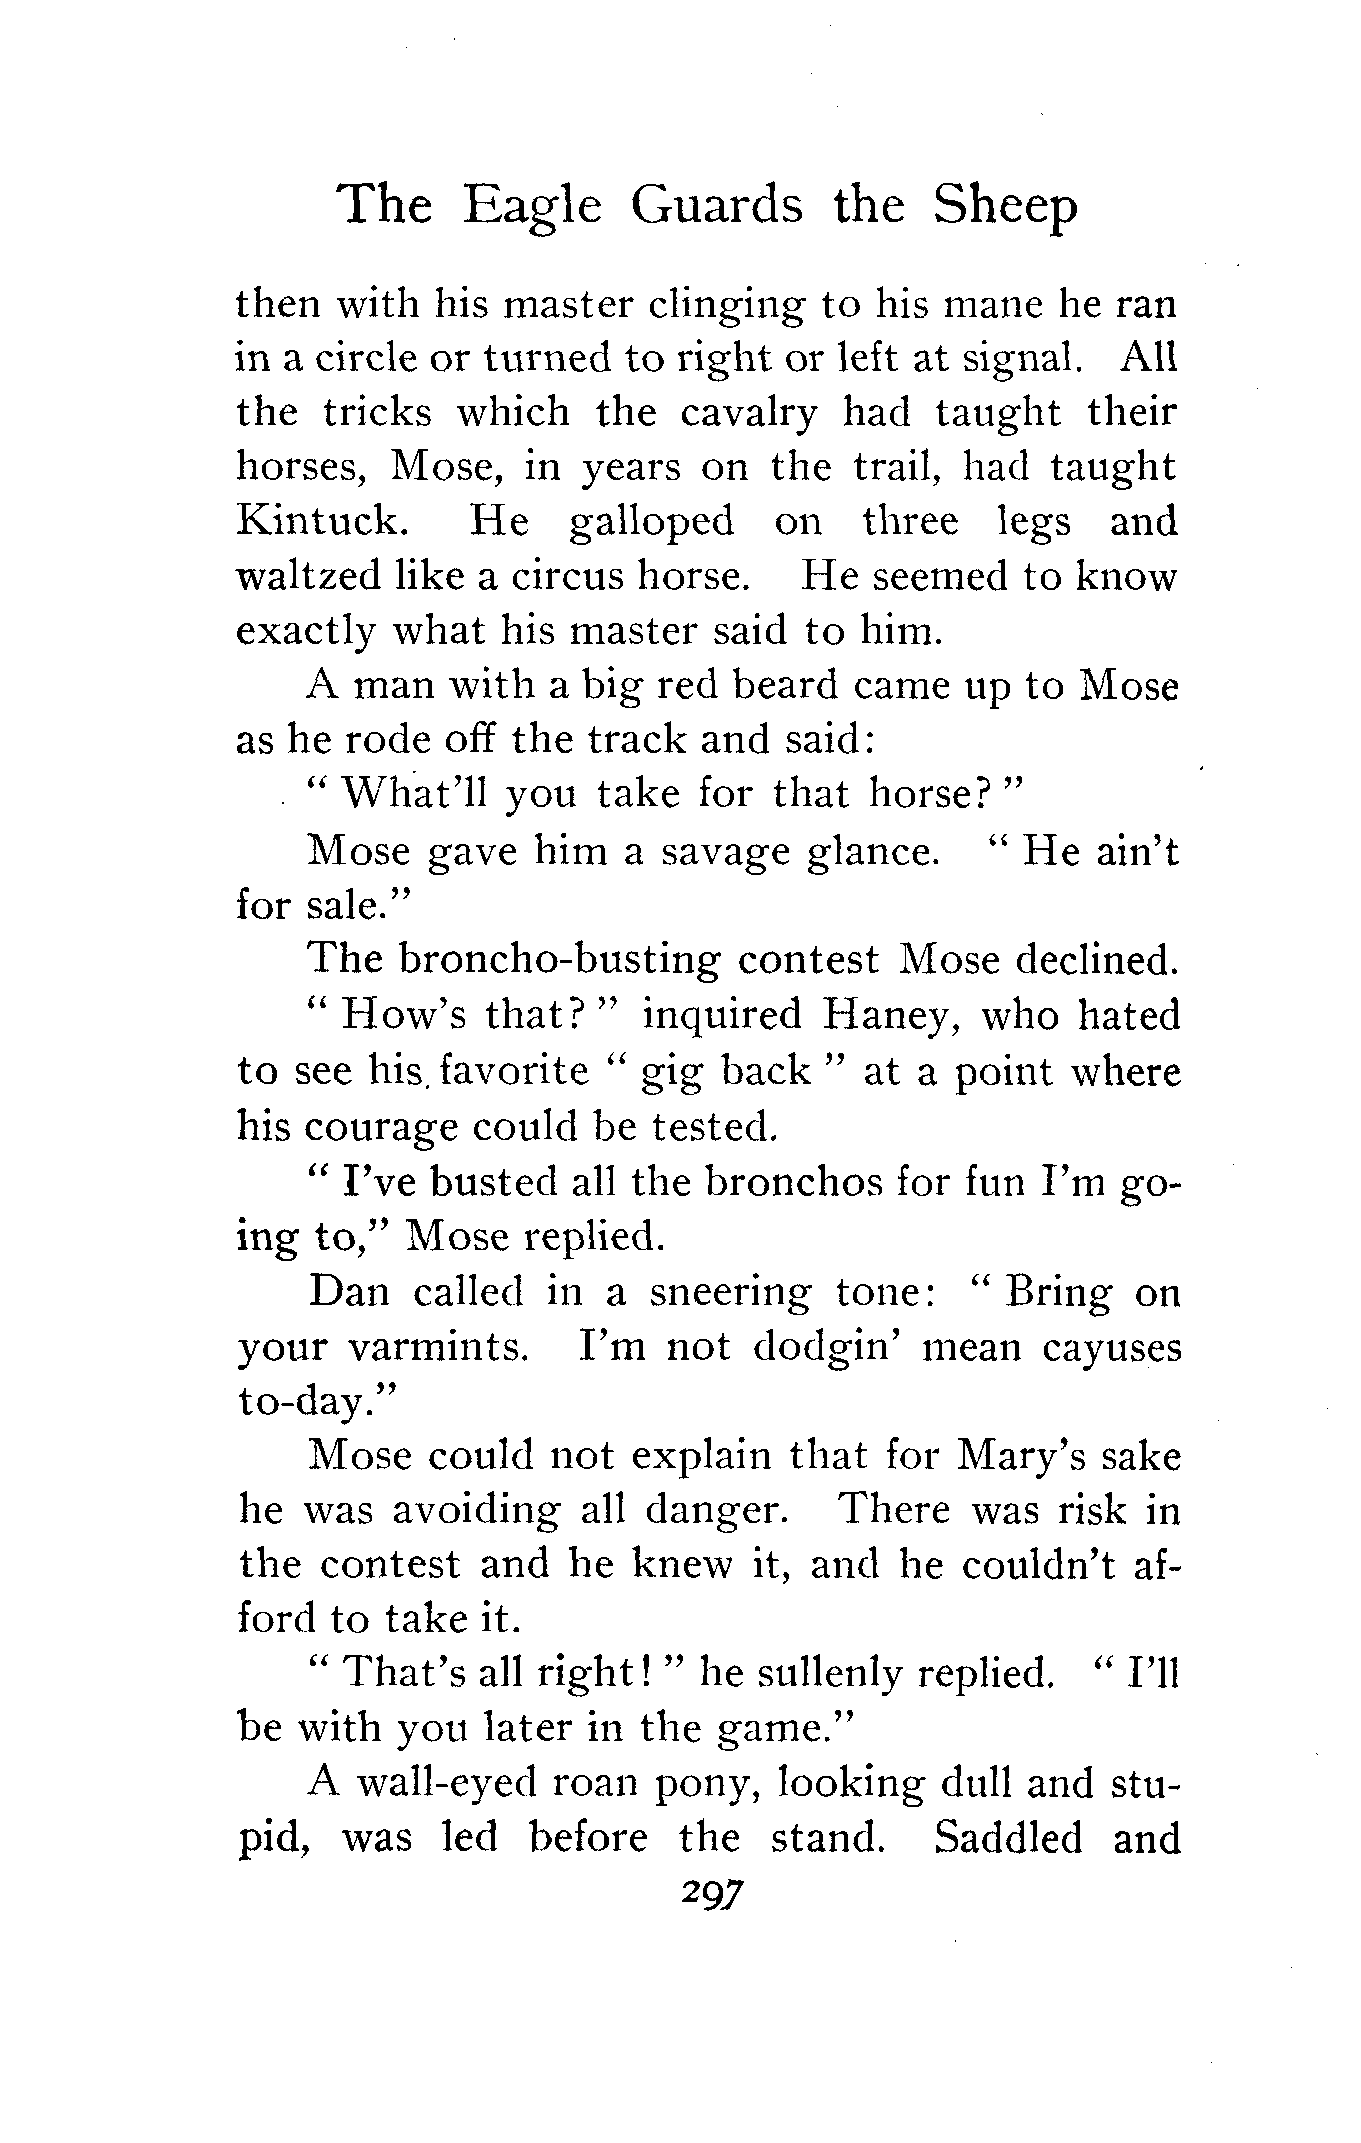 The Eagle Guards the Sheep
then with his master clinging to his mane he ran
in a circle or turned to right or left at signal. All
the tricks which the cavalry had taught their
horses, Mose, in years on the trail, had taught
Kintuck. He galloped on three legs and
waltzed like a circus horse. He seemed to know
exactly what his master said to him.
A man with a big red beard came up to Mose
as he rode off the track and said:
" What'll you take for that horse? "
Mose gave him a savage glance. " He ain't
for sale."
The broncho-busting contest Mose declined.
" How's that? " inquired Haney, who hated
to see his favorite " gig back " at a point where
his courage could be tested.
" I've busted all the bronchos for fun I'm go-
ing to," Mose replied.
Dan called in a sneering tone: " Bring on
your varmints. I'm not dodgin' mean cayuses
to-day."
Mose could not explain that for Mary's sake
he was avoiding all danger. There was risk in
the contest and he knew it, and he couldn't af-
ford to take it.
" That's all right! " he sullenly replied. " I'll
be with you later in the game."
A wall-eyed roan pony, looking dull and stu-
pid, was led before the stand. Saddled and
297